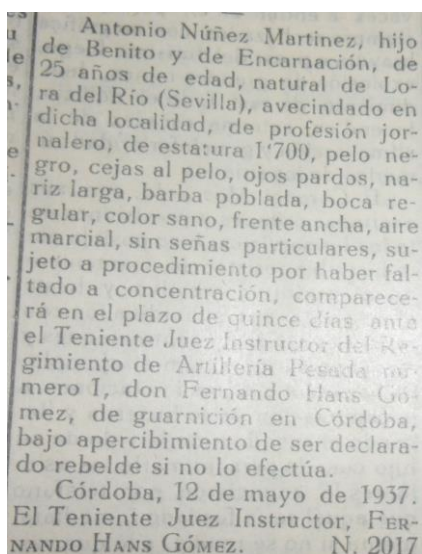 Antonio Núñez Martinez, hijo
de Benito y de Encarnación, de
25 años de edad, natural de Lo-
ra del Río (Sevilla), avecindado en
dicha localidad, de profesión jor-
nalero, de estatura 1'700, pelo ne-
gro, cejas al pelo, ojos pardos, na-
riz larga, barba poblada, boca re-
gular, color sano, frente ancha, aire
marcial, sin señas particulares, su-
jeto a procedimiento por haber fal-
tado a concentración, comparece-
rá en el plazo de quince días ante
el Teniente Juez Instructor del Re-
gimiento de Artillería Pesada nú-
mero I, don Fernando Hans Gó-
mez, de guarnición en Córdoba,
bajo apercibimiento de ser declara-
do rebelde si no lo efectúa.
Córdoba, 12 de mayo de 1937.
El Teniente Juez Instructor, FER-
NANDO HANS GÓMEZ. N. 2017